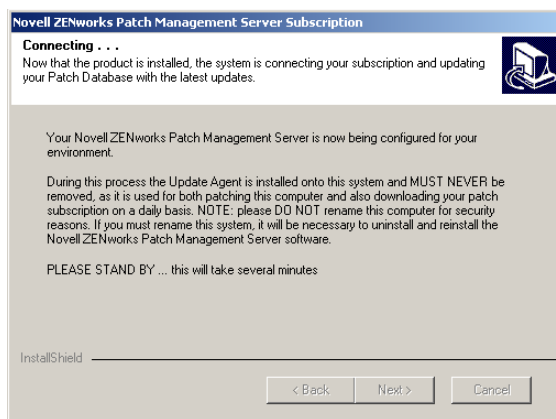 Novell ZENworks Patch Management Server Subscription
Connecting . . .
Now that the product is installed, the system is connecting your subscription and updating
your Patch Database with the latest updates.
Your Novell ZENworks Patch Management Server is now being configured for your
environment.
During this process the Update Agent is installed onto this system and MUST NEVER be
removed, as it is used for both patching this computer and also downloading your patch
subscription on a daily basis. NOTE: please DO NOT rename this computer for security
reasons. If you must rename this system, it will be necessary to uninstall and reinstall the
Novell ZENworks Patch Management Server software.
PLEASE STAND BY ... this will take several minutes
InstallShield
< Back
Next >
Cancel